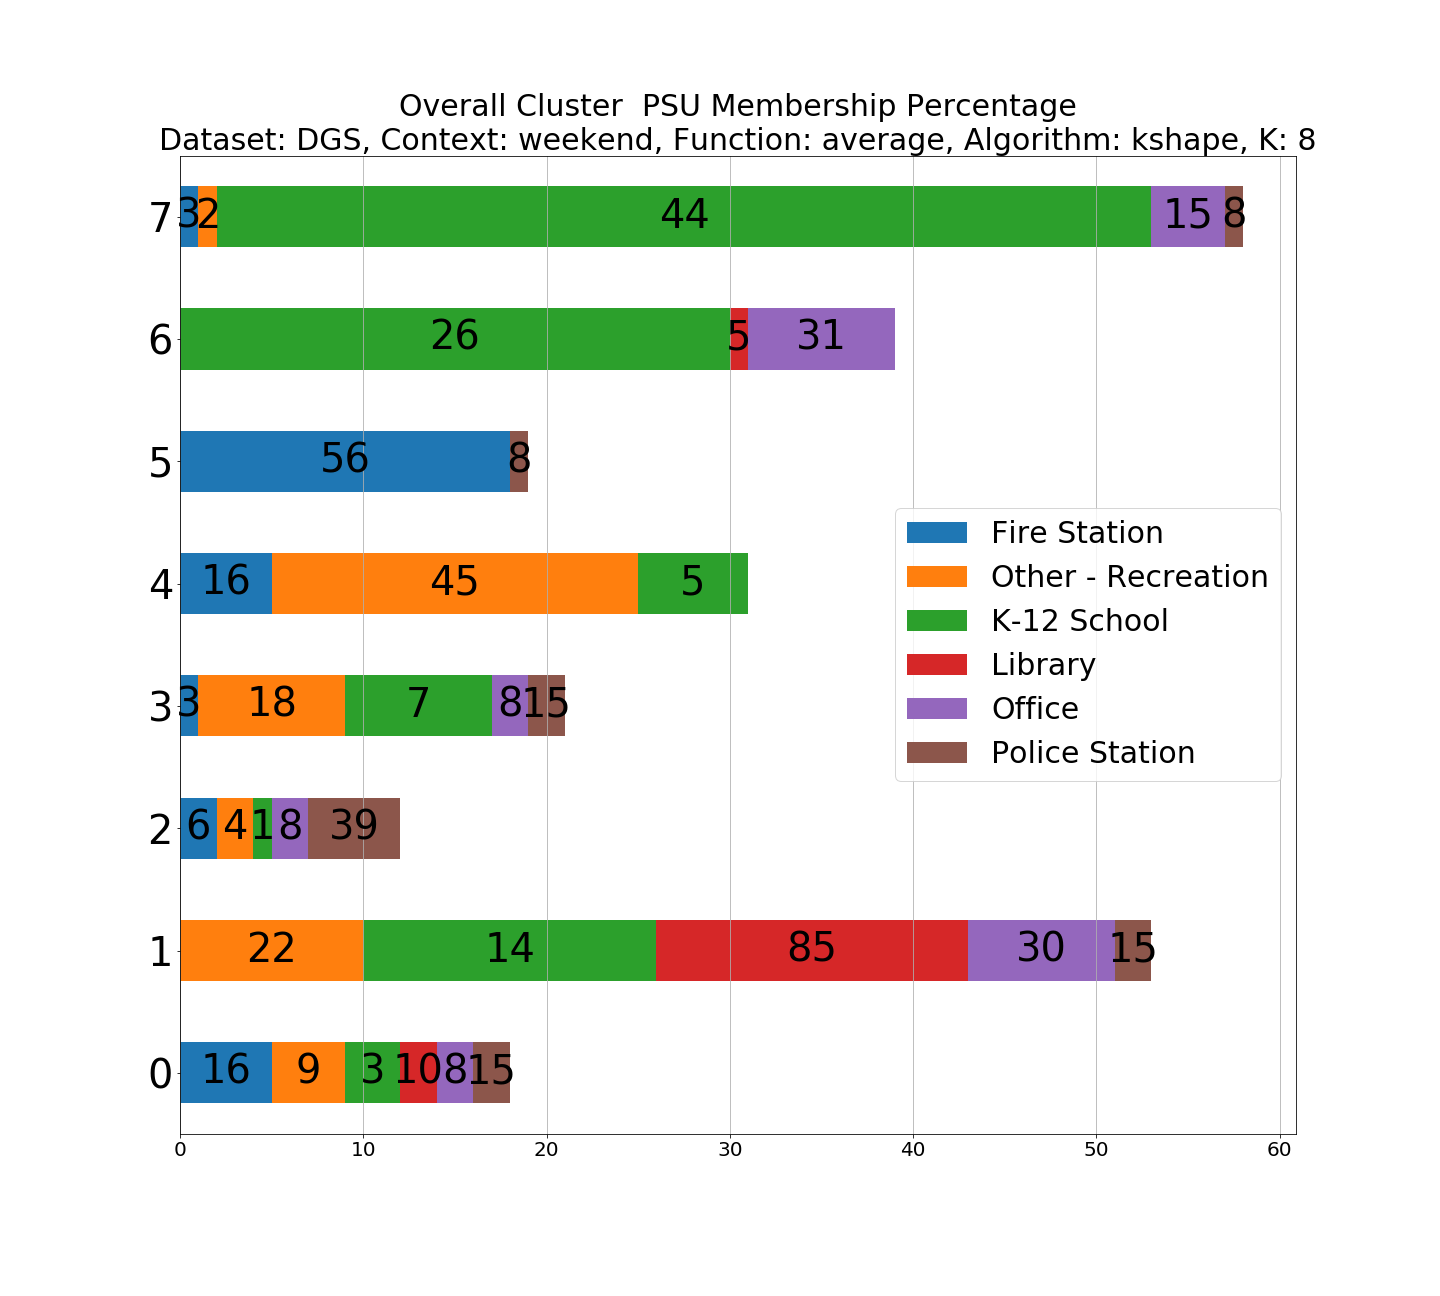 Overall Cluster  PSU Membership Percentage
Dataset: DGS, Context: weekend, Function: average, Algorithm: kshape, K: 8
7 3 2 44 15 8
6 26 5 31
5 56 8
4 16 45 5
3 3 18 7 8 15
2 6 4 1 8 39
1 22 14 85 30 15
0 16 9 3 10 8 15
0 10 20 30 40 50 60
Fire Station
Other - Recreation
K-12 School
Library
Office
Police Station